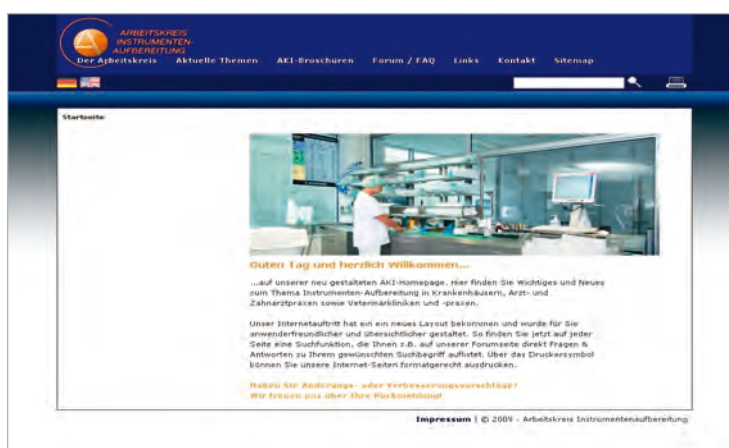 ARBEITSKREIS
INSTRUMENTEN-
AUFBEREITUNG
Der Arbeitskreis Aktuelle Themen AKI-Broschüren Forum / FAQ Links Kontakt Sitemap
Startseite
Guten Tag und herzlich Willkommen...
...auf unserer neu gestalteten AKI-Homepage. Hier finden Sie Wichtiges und Neues
zum Thema Instrumenten-Aufbereitung in Krankenhäusern, Arzt- und
Zahnarztpraxen sowie Veterinärkliniken und -praxen.
Unser Internetauftritt hat ein ein neues Layout bekommen und wurde für Sie
anwenderfreundlicher und übersichtlicher gestaltet. So finden Sie jetzt auf jeder
Seite eine Suchfunktion, die Ihnen z.B. auf unserer Forumseite direkt Fragen &
Antworten zu Ihrem gewünschten Suchbegriff auflistet. Über das Druckersymbol
können Sie unsere Internet-Seiten formatgerecht ausdrucken.
Haben Sie Änderungs- oder Verbesserungsvorschläge?
Wir freuen uns über Ihre Rückmeldung!
Impressum | © 2009 - Arbeitskreis Instrumentenaufbereitung